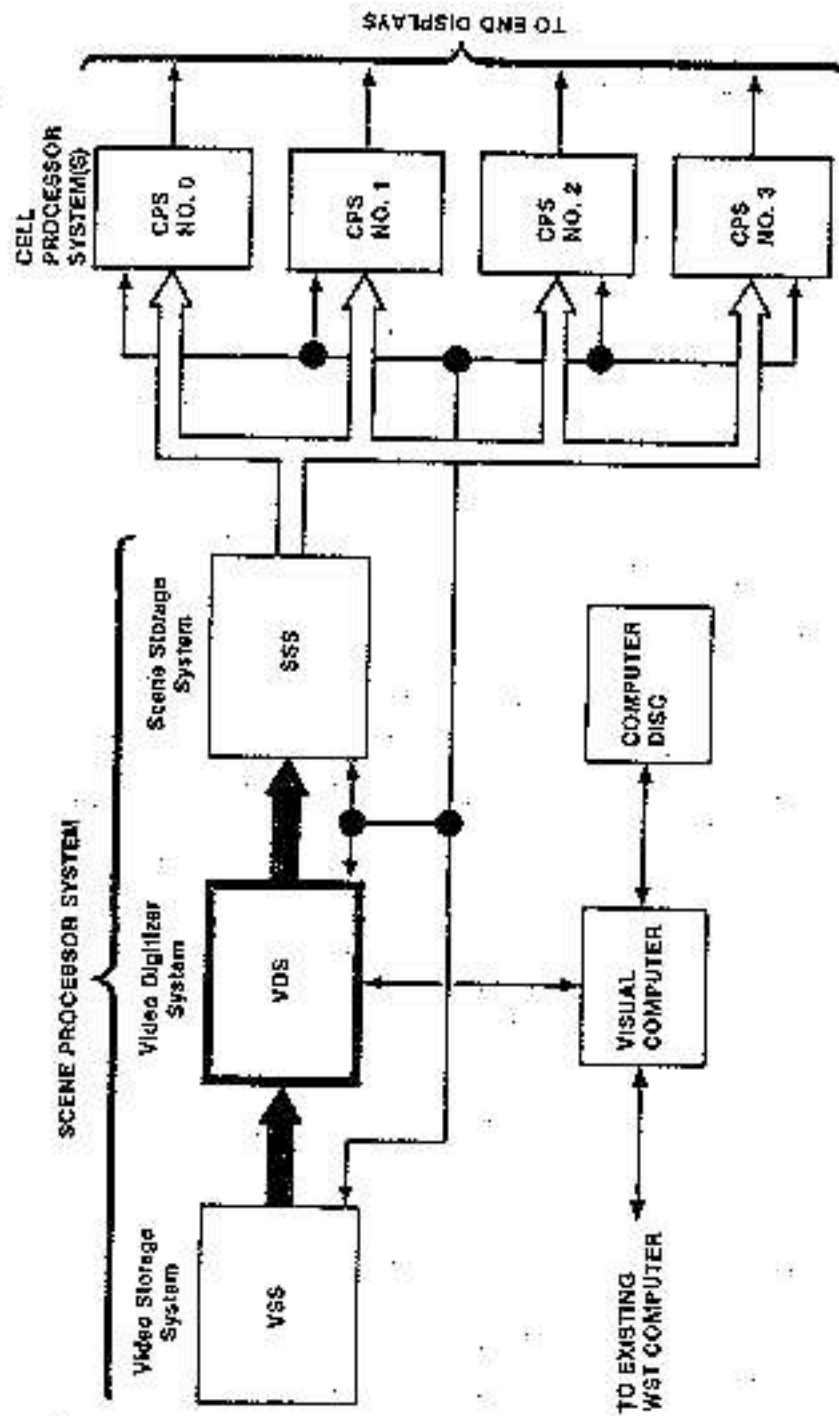 SCENE PROCESSOR SYSTEM
Video Storage
System
Video Digitizer
System
Scene Storage
System
CELL
PROCESSOR
SYSTEM(S)
VSS
VDS
SSS
CPS
NO. 0
CPS
NO. 1
CPS
NO. 2
CPS
NO. 3
TO END DISPLAYS
TO EXISTING
WST COMPUTER
VISUAL
COMPUTER
COMPUTER
DISC